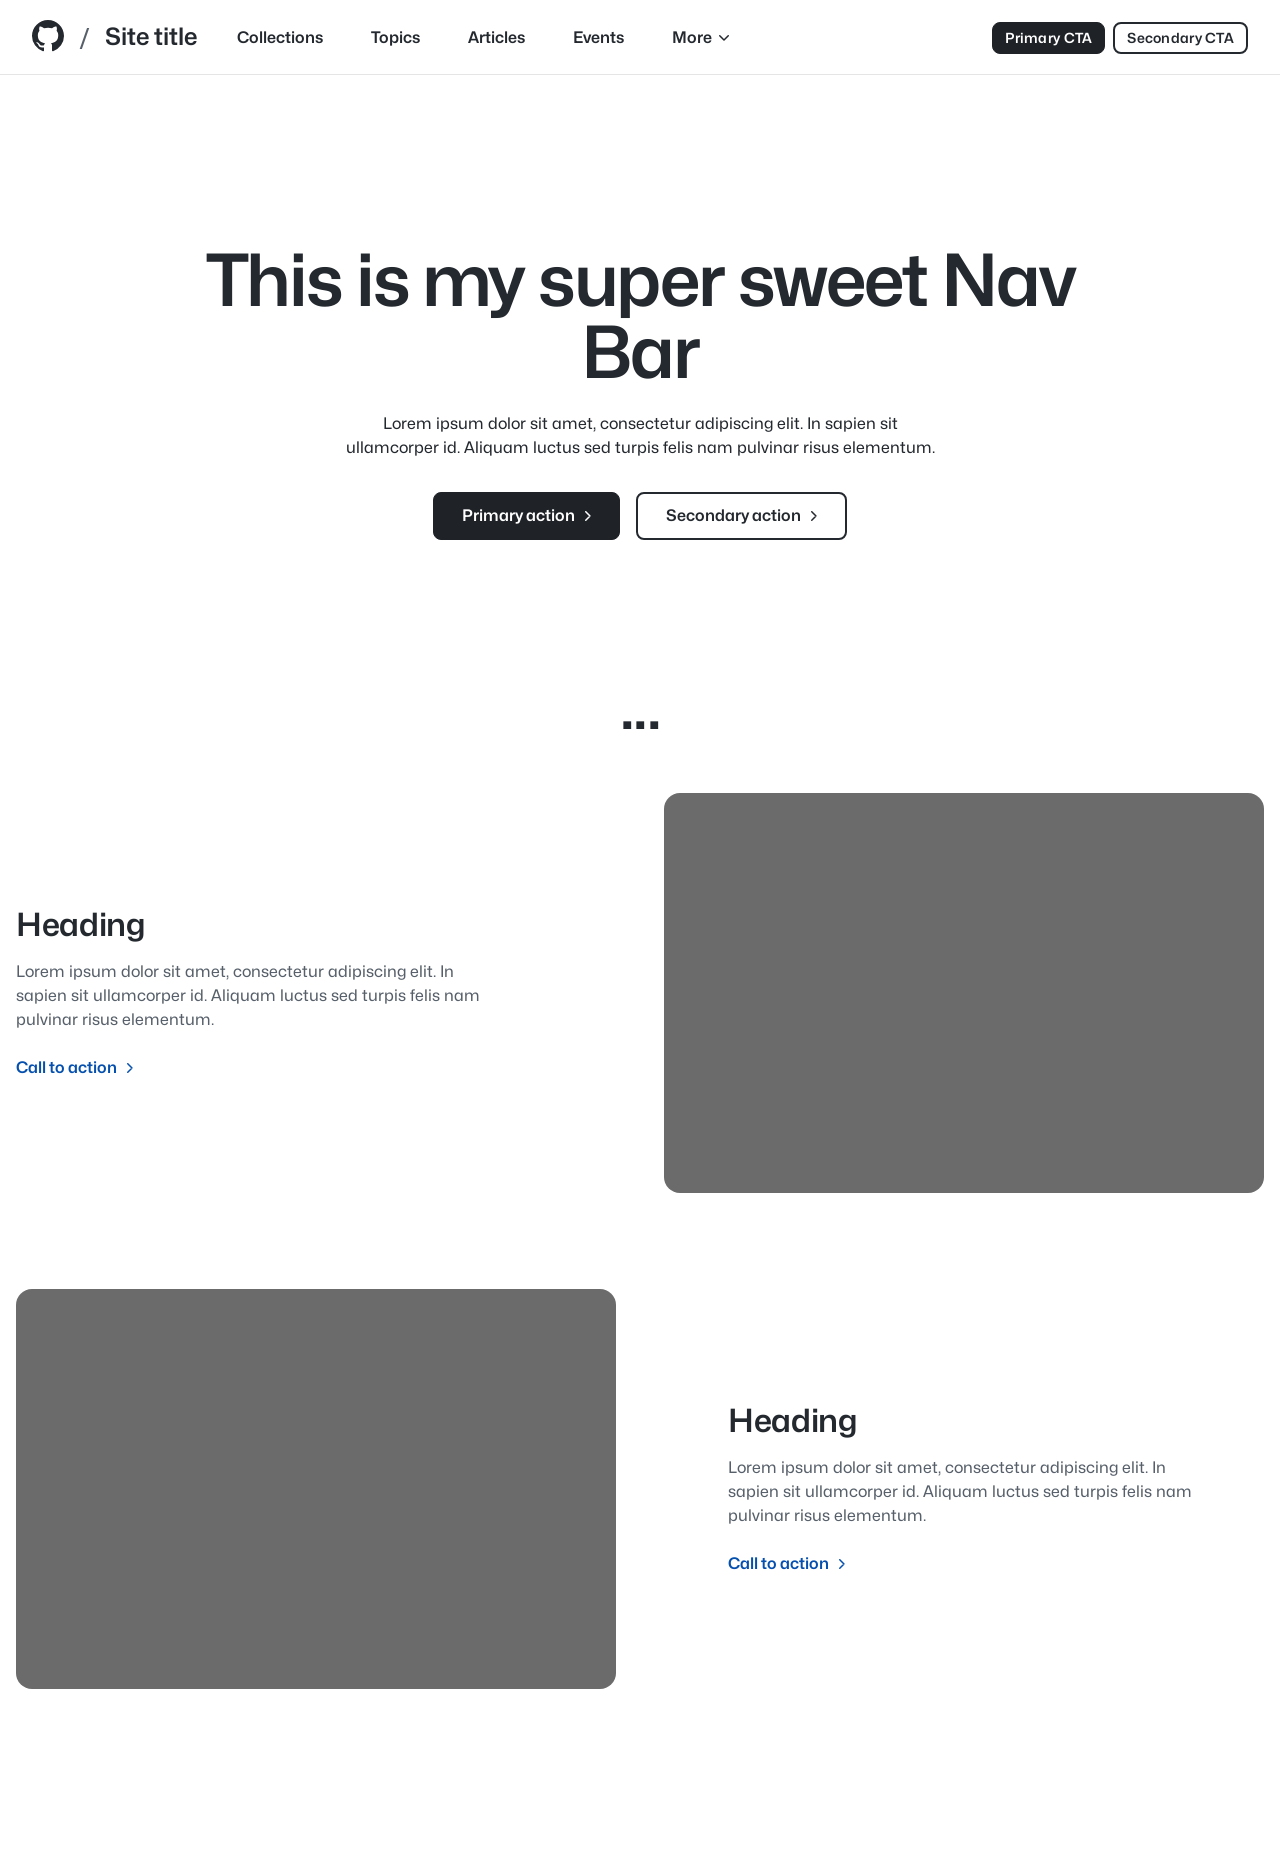 / Site title Collections Topics Articles Events More Primary CTA Secondary CTA
This is my super sweet Nav
Bar
Lorem ipsum dolor sit amet, consectetur adipiscing elit. In sapien sit
ullamcorper id. Aliquam luctus sed turpis felis nam pulvinar risus elementum.
Primary action Secondary action
...
Heading
Lorem ipsum dolor sit amet, consectetur adipiscing elit. In
sapien sit ullamcorper id. Aliquam luctus sed turpis felis nam
pulvinar risus elementum.
Call to action
Heading
Lorem ipsum dolor sit amet, consectetur adipiscing elit. In
sapien sit ullamcorper id. Aliquam luctus sed turpis felis nam
pulvinar risus elementum.
Call to action